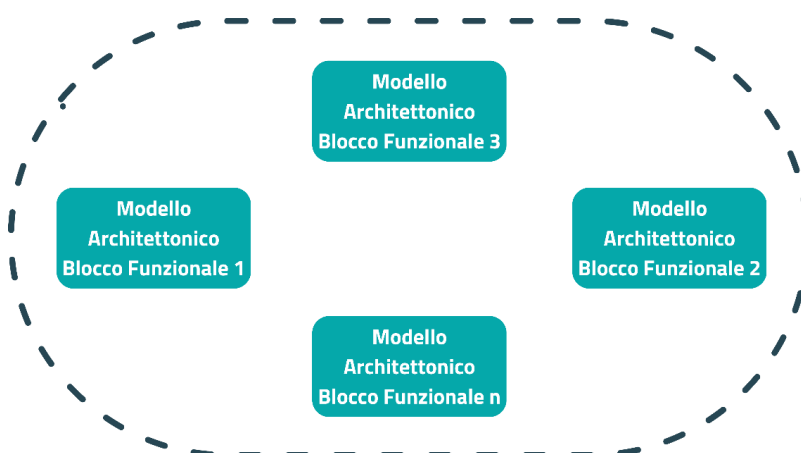 Modello
Architettonico
Blocco Funzionale 3
Modello
Architettonico
Blocco Funzionale 1
Modello
Architettonico
Blocco Funzionale 2
Modello
Architettonico
Blocco Funzionale n